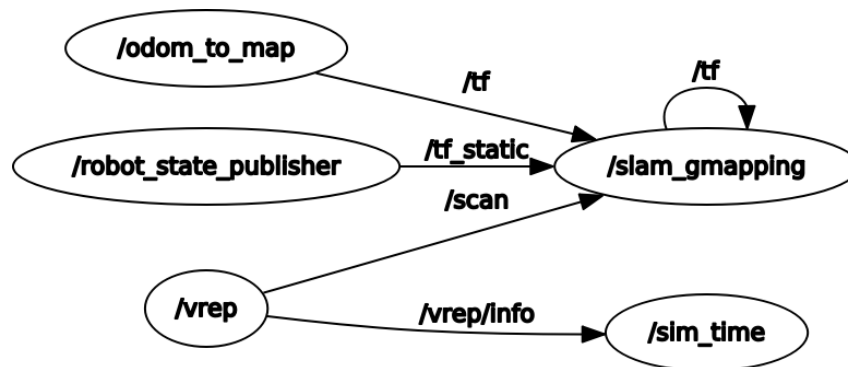 /odom_to_map
/tf
/tf
/robot_state_publisher
/tf_static
/slam_gmapping
/scan
/vrep
/vrep/info
/sim_time